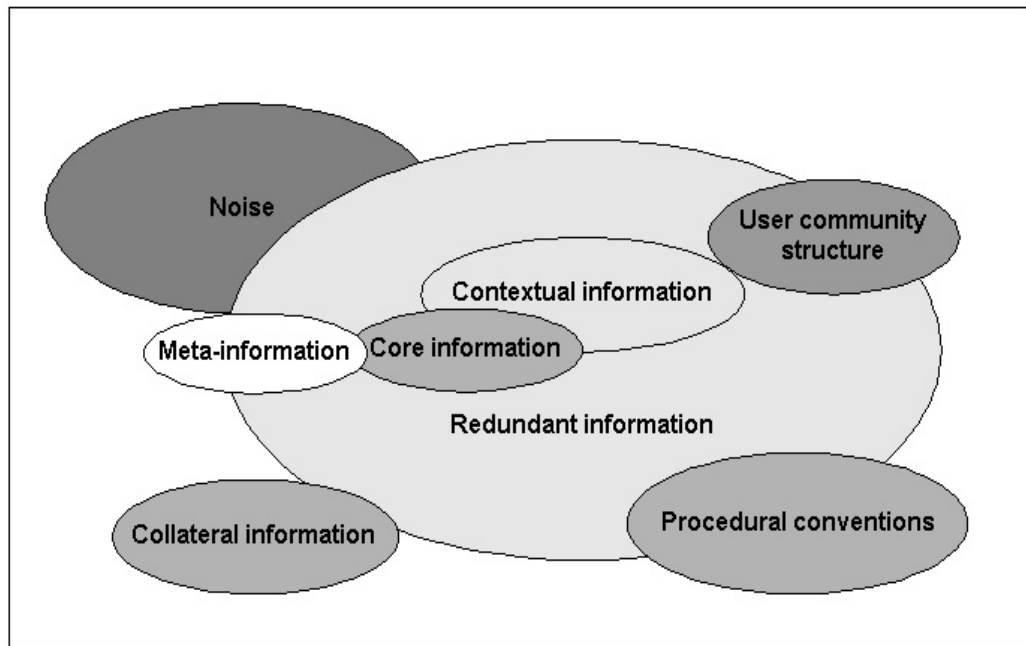 Noise
User community
structure
Contextual information
Meta-information
Core information
Redundant information
Collateral information
Procedural conventions